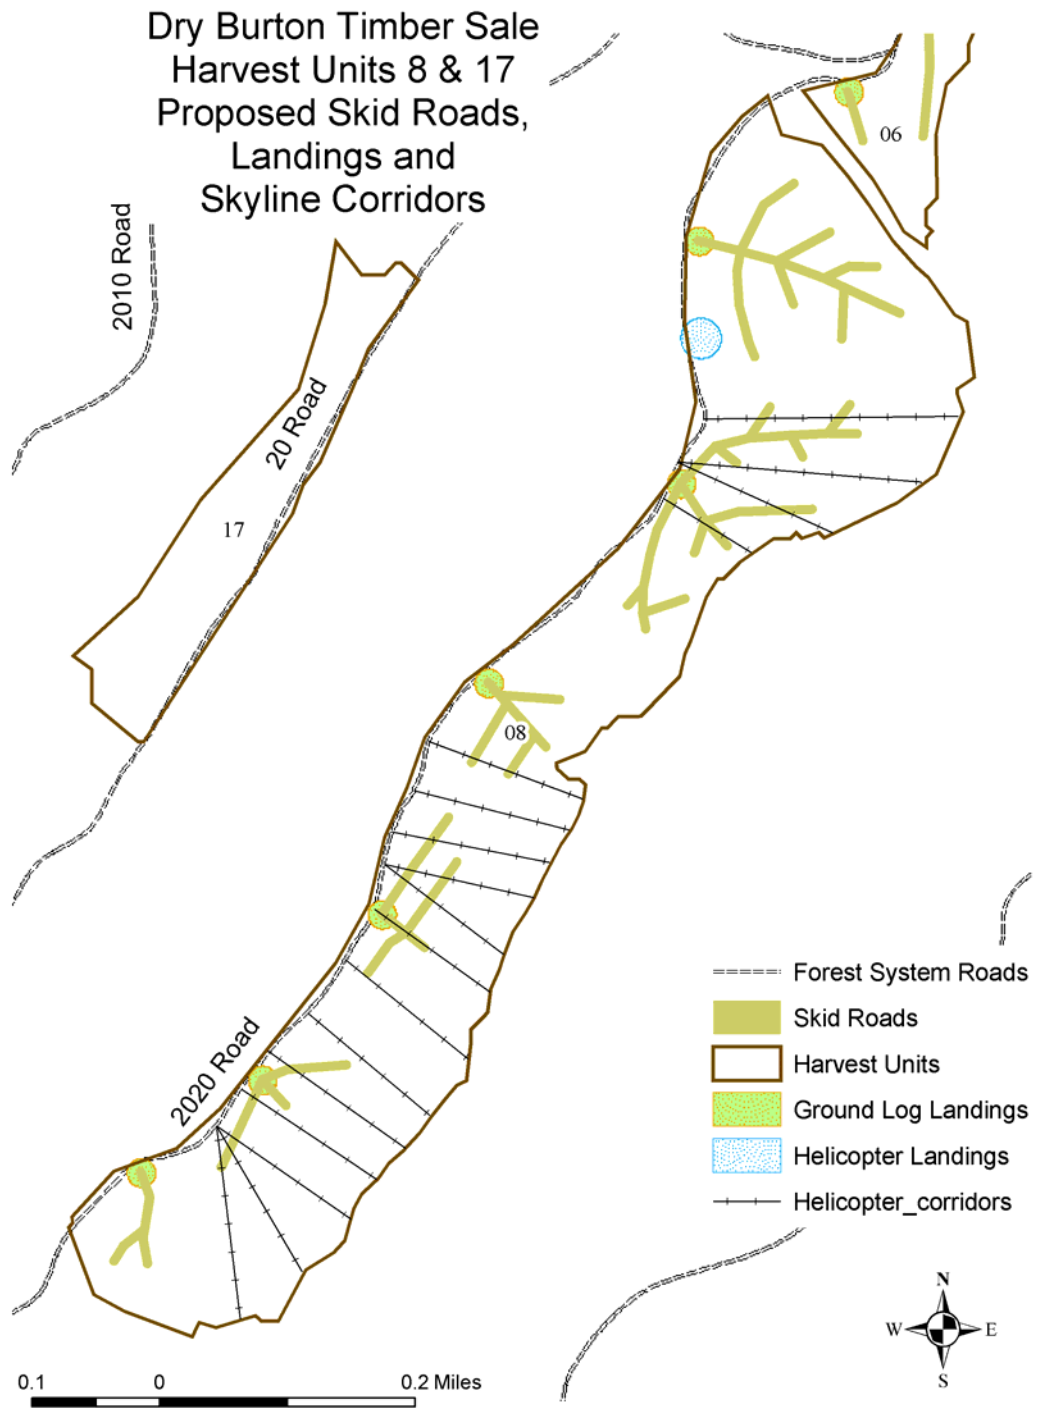 Dry Burton Timber Sale
Harvest Units 8 & 17
Proposed Skid Roads,
Landings and
Skyline Corridors
06
2010 Road
20 Road
17
08
2020 Road
Forest System Roads
Skid Roads
Harvest Units
Ground Log Landings
Helicopter Landings
Helicopter_corridors
N
W E
S
0.1 0 0.2 Miles